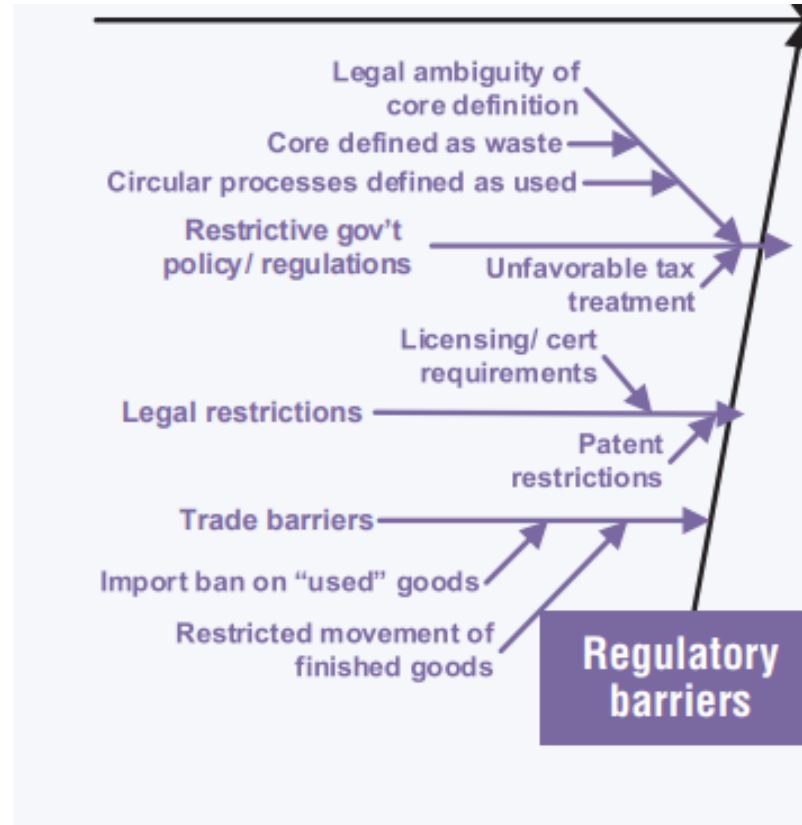 Legal ambiguity of
core definition
Core defined as waste
Circular processes defined as used
Restrictive gov't
policy/ regulations
Unfavorable tax
treatment
Licensing/ cert
requirements
Legal restrictions
Patent
restrictions
Trade barriers
Import ban on “used” goods
Restricted movement of
finished goods
Regulatory
barriers